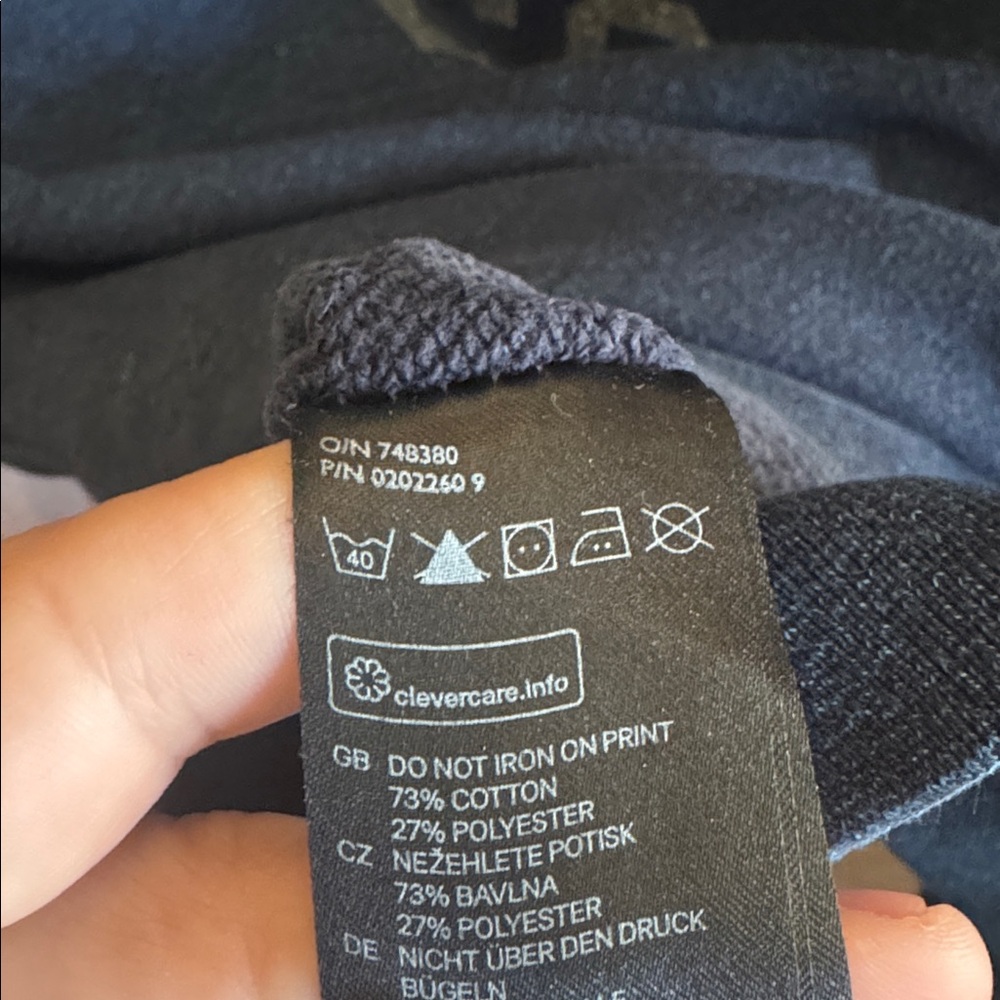 O/N 748380
P/N 0202260 9
40
clevercare.info
GB DO NOT IRON ON PRINT
73% COTTON
27% POLYESTER
CZ NEŽEHLETE POTISK
73% BAVLNA
27% POLYESTER
DE NICHT ÜBER DEN DRUCK
BÜGELN